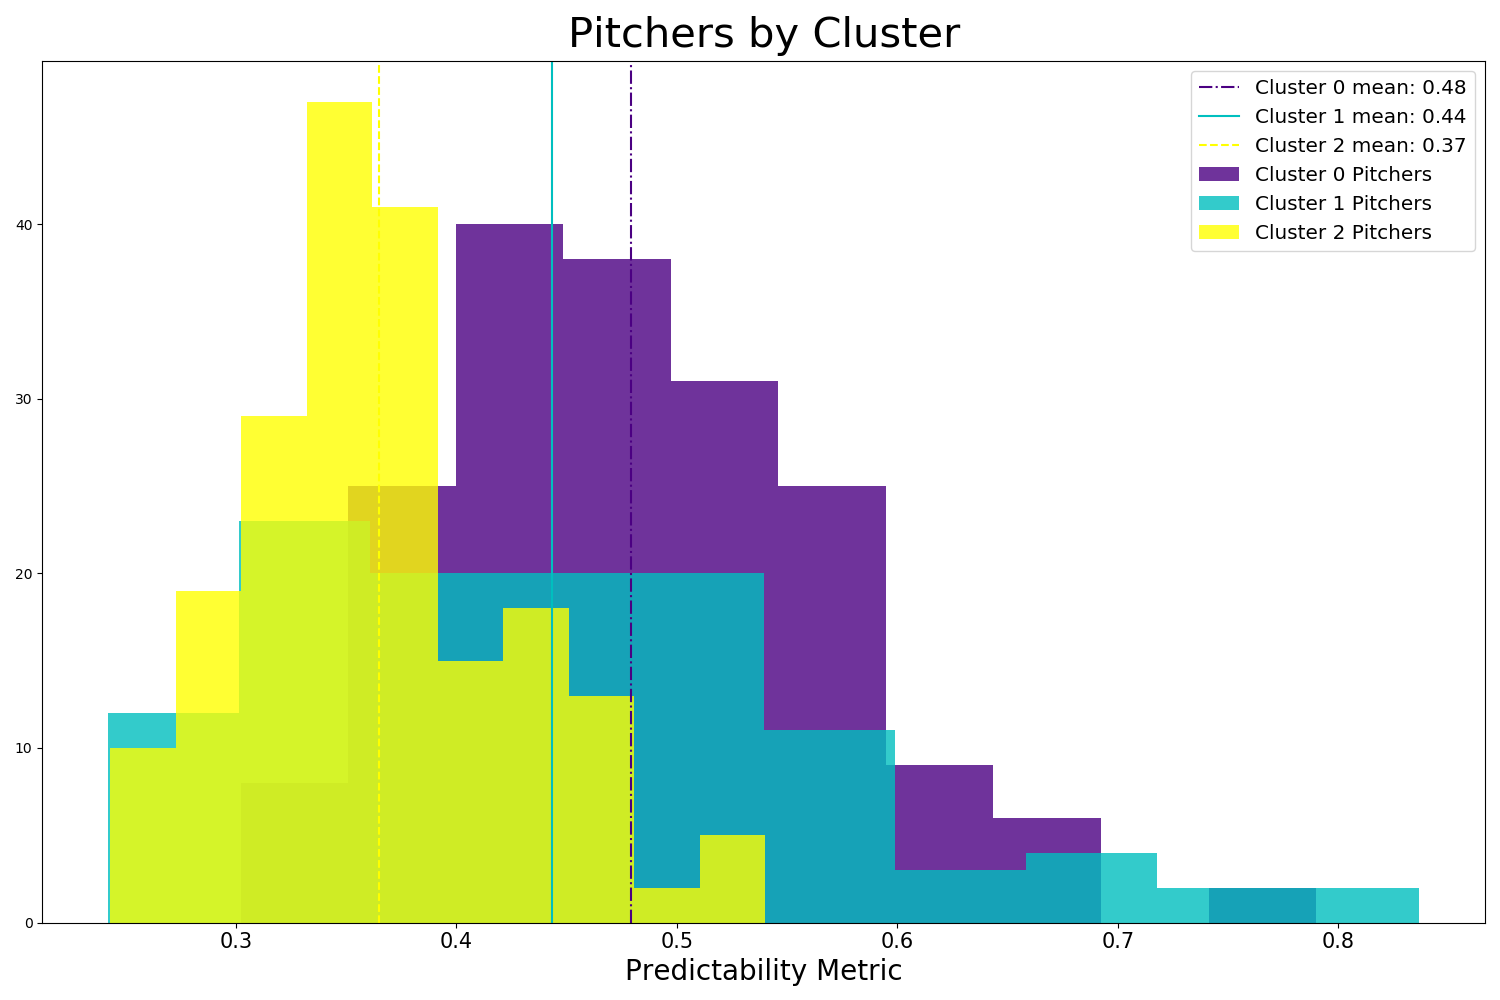 Pitchers by Cluster
Cluster 0 mean: 0.48
Cluster 1 mean: 0.44
Cluster 2 mean: 0.37
Cluster 0 Pitchers
Cluster 1 Pitchers
Cluster 2 Pitchers
40
30
20
10
0
0.3 0.4 0.5 0.6 0.7 0.8
Predictability Metric